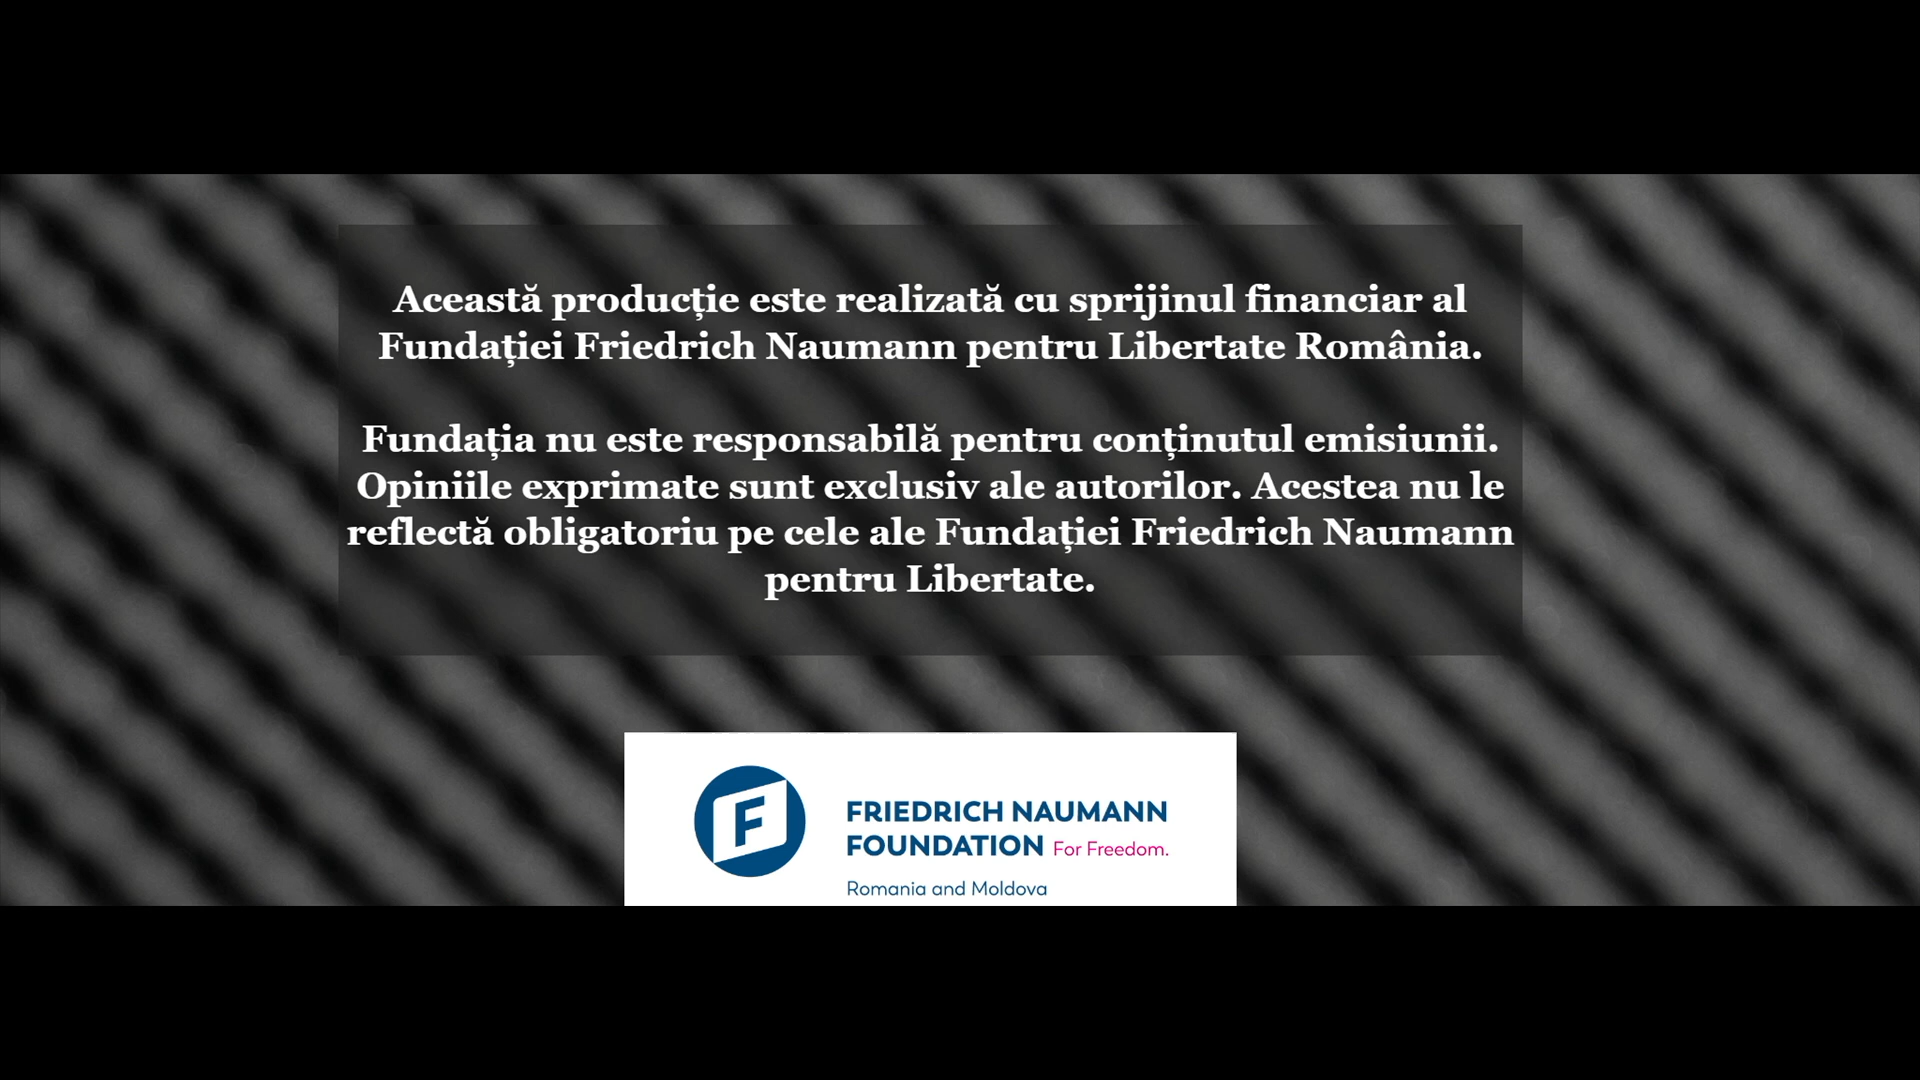 Această producție este realizată cu sprijinul financiar al
Fundației Friedrich Naumann pentru Libertate România.
Fundația nu este responsabilă pentru conținutul emisiunii.
Opiniile exprimate sunt exclusiv ale autorilor. Acestea nu le
reflectă obligatoriu pe cele ale Fundației Friedrich Naumann
pentru Libertate.
F
FRIEDRICH NAUMANN
FOUNDATION For Freedom.
Romania and Moldova